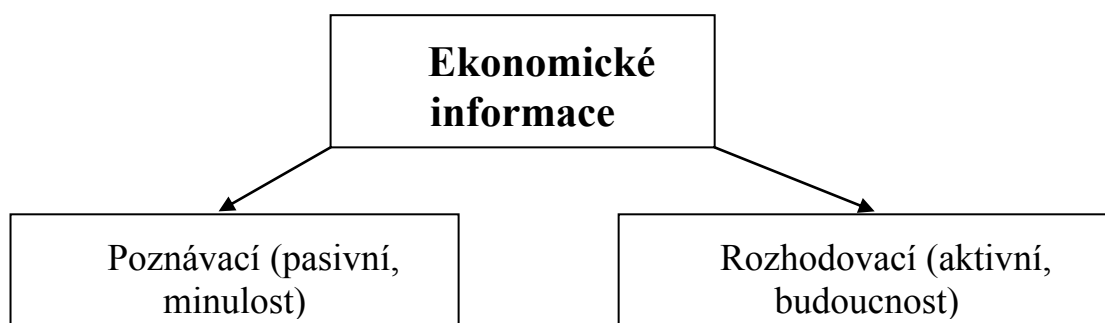 Ekonomické
informace
Poznávací (pasivní,
minulost)
Rozhodovací (aktivní,
budoucnost)